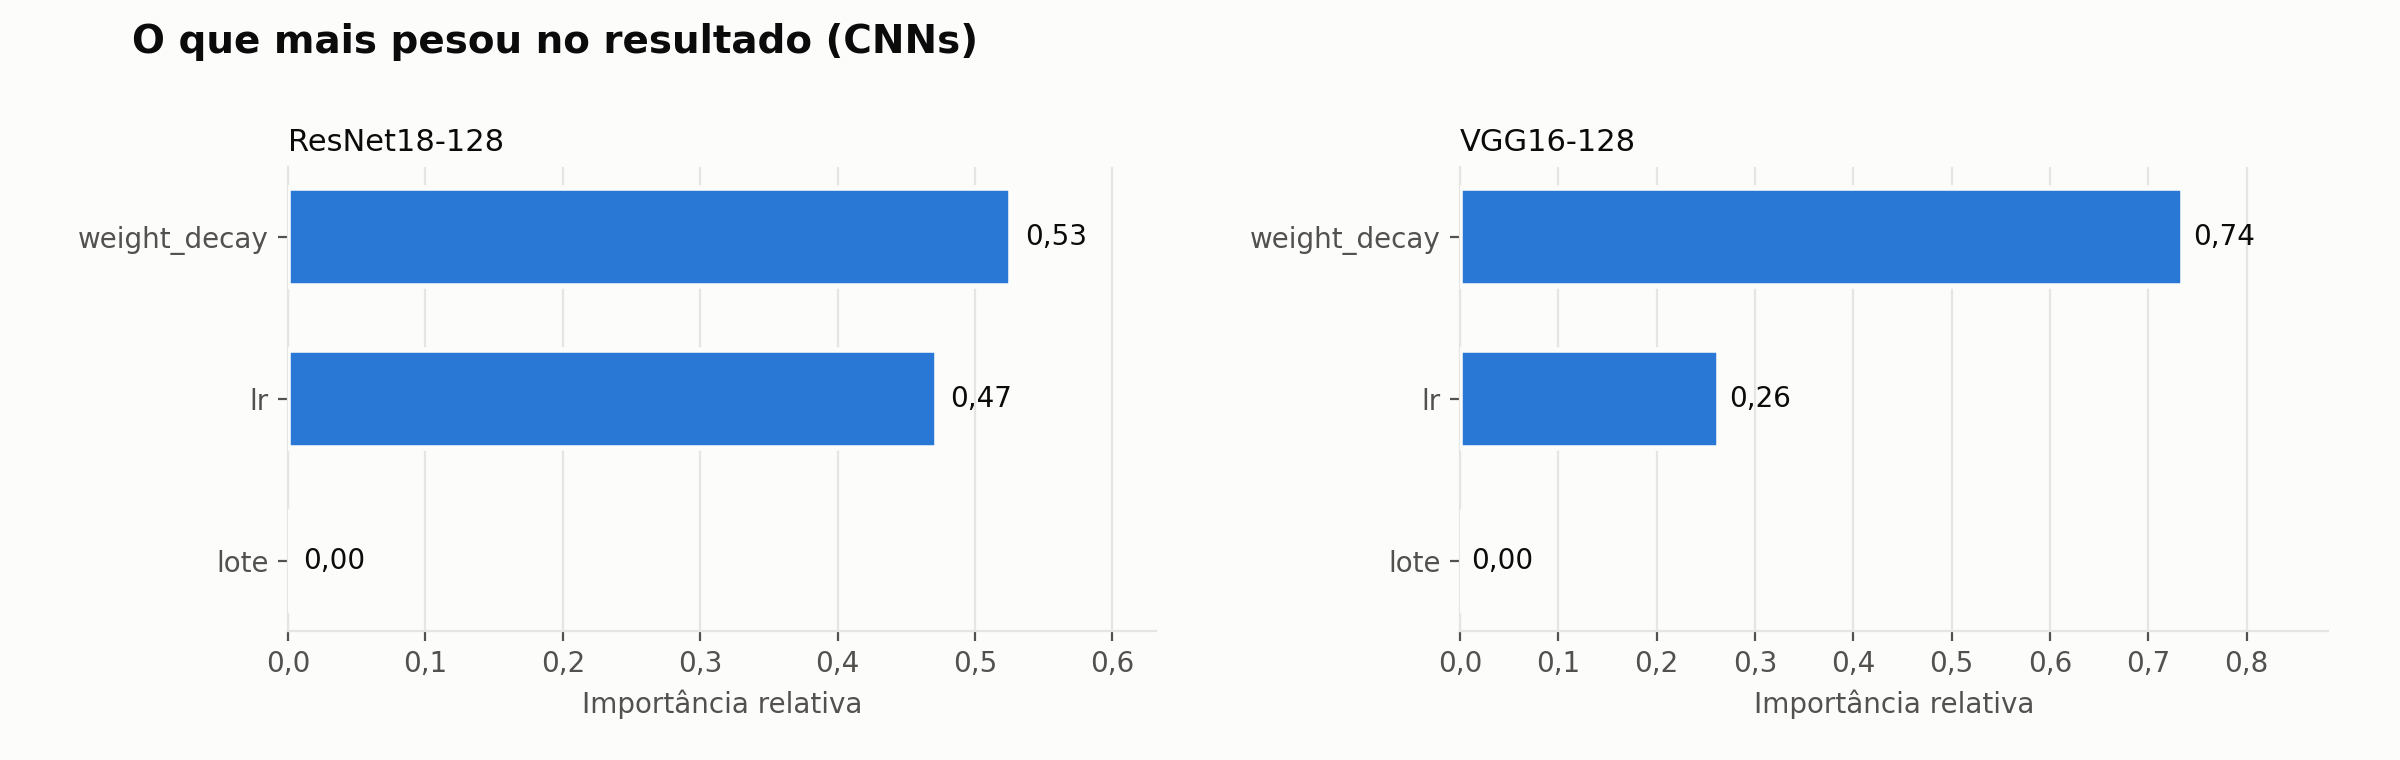 O que mais pesou no resultado (CNNs)
ResNet18-128
weight_decay
0,53
lr
0,47
lote
0,00
0,0 0,1 0,2 0,3 0,4 0,5 0,6
Importância relativa
VGG16-128
weight_decay
0,74
lr
0,26
lote
0,00
0,0 0,1 0,2 0,3 0,4 0,5 0,6 0,7 0,8
Importância relativa